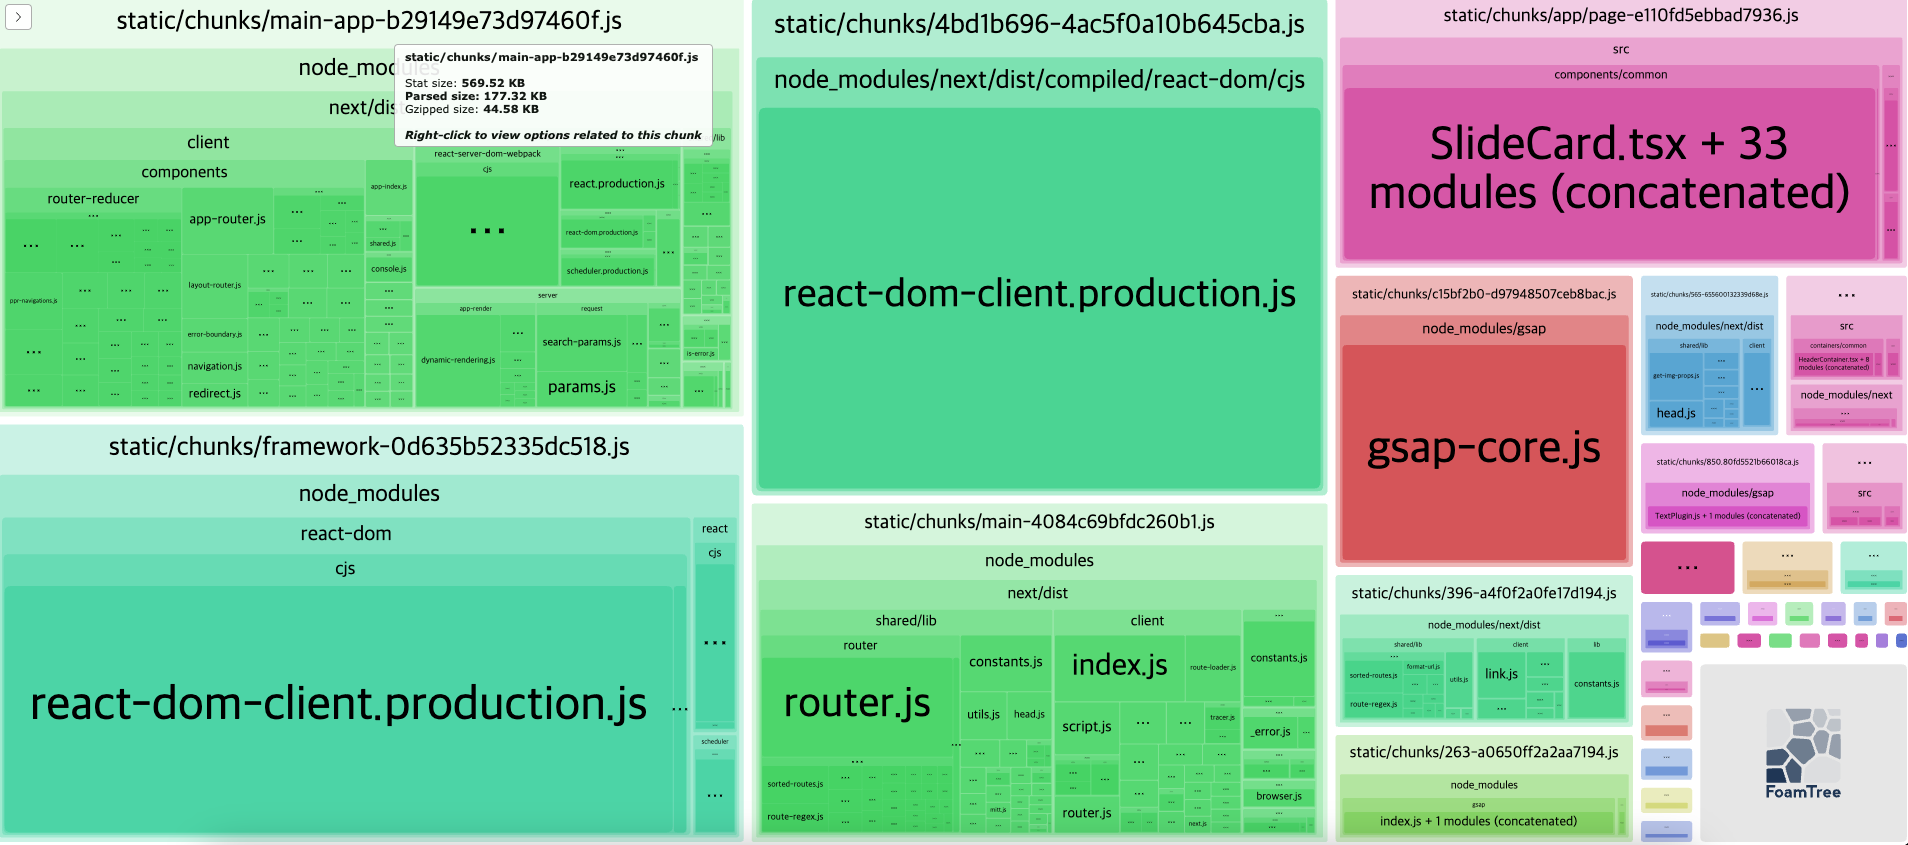 static/chunks/main-app-b29149e73d97460f.js
node_modules
next/dist
static/chunks/main-app-b29149e73d97460f.js
Stat size: 569.52 KB
Parsed size: 177.32 KB
Gzipped size: 44.58 KB
Right-click to view options related to this chunk
/lib
client
components
router-reducer
...
ppr-navigations.js
app-router.js
layout-router.js
error-boundary.js
navigation.js
redirect.js
app-index.js
shared.js
console.js
react-server-dom-webpack
cjs
...
react.production.js
react-dom.production.js
scheduler.production.js
server
app-render
dynamic-rendering.js
request
search-params.js
params.js
is-error.js
static/chunks/framework-0d635b52335dc518.js
node_modules
react-dom
cjs
react-dom-client.production.js
...
react
cjs
...
scheduler
...
static/chunks/4bd1b696-4ac5f0a10b645cba.js
node_modules/next/dist/compiled/react-dom/cjs
react-dom-client.production.js
static/chunks/main-4084c69bfdc260b1.js
node_modules
next/dist
shared/lib
router
router.js
...
sorted-routes.js
route-regex.js
constants.js
utils.js
head.js
mitt.js
client
index.js
route-loader.js
script.js
tracer.js
router.js
next.js
constants.js
_error.js
browser.js
static/chunks/app/page-e110fd5ebbad7936.js
src
components/common
SlideCard.tsx + 33
modules (concatenated)
static/chunks/c15bf2b0-d97948507ceb8bac.js
node_modules/gsap
gsap-core.js
static/chunks/565-655600132339d68e.js
node_modules/next/dist
shared/lib
client
get-img-props.js
head.js
...
...
src
containers/common
HeaderContainer.tsx + 8
modules (concatenated)
node_modules/next
...
static/chunks/850.80fd5521b66018ca.js
node_modules/gsap
TextPlugin.js + 1 modules (concatenated)
...
src
...
static/chunks/396-a4f0f2a0fe17d194.js
node_modules/next/dist
shared/lib
client
lib
sorted-routes.js
format-url.js
utils.js
route-regex.js
link.js
constants.js
static/chunks/263-a0650ff2a2aa7194.js
node_modules
gsap
index.js + 1 modules (concatenated)
FoamTree